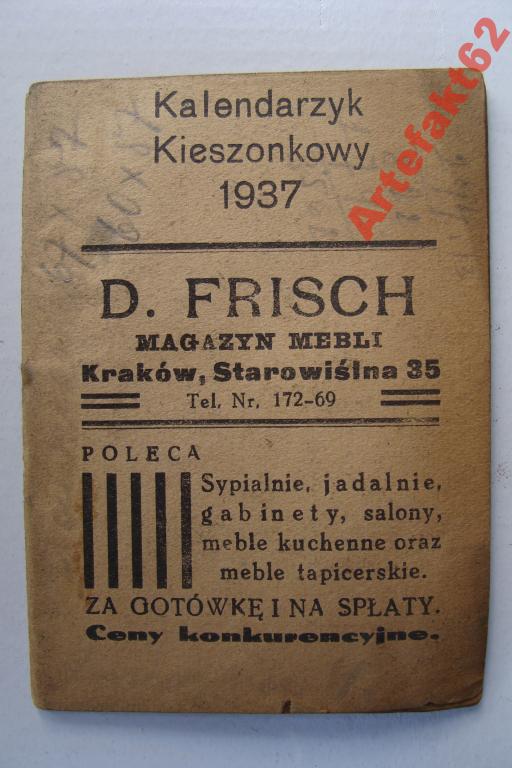 Kalendarzyk
Kieszonkowy
1937
D. FRISCH
MAGAZYN MEBLI
Kraków, Starowiślna 35
Tel. Nr. 172-69
POLECA
Sypialnie, jadalnie,
gabinety, salony,
meble kuchenne oraz
meble tapicerskie.
ZA GOTÓWKĘ I NA SPŁATY.
Ceny konkurencyjne.
Artefakt62